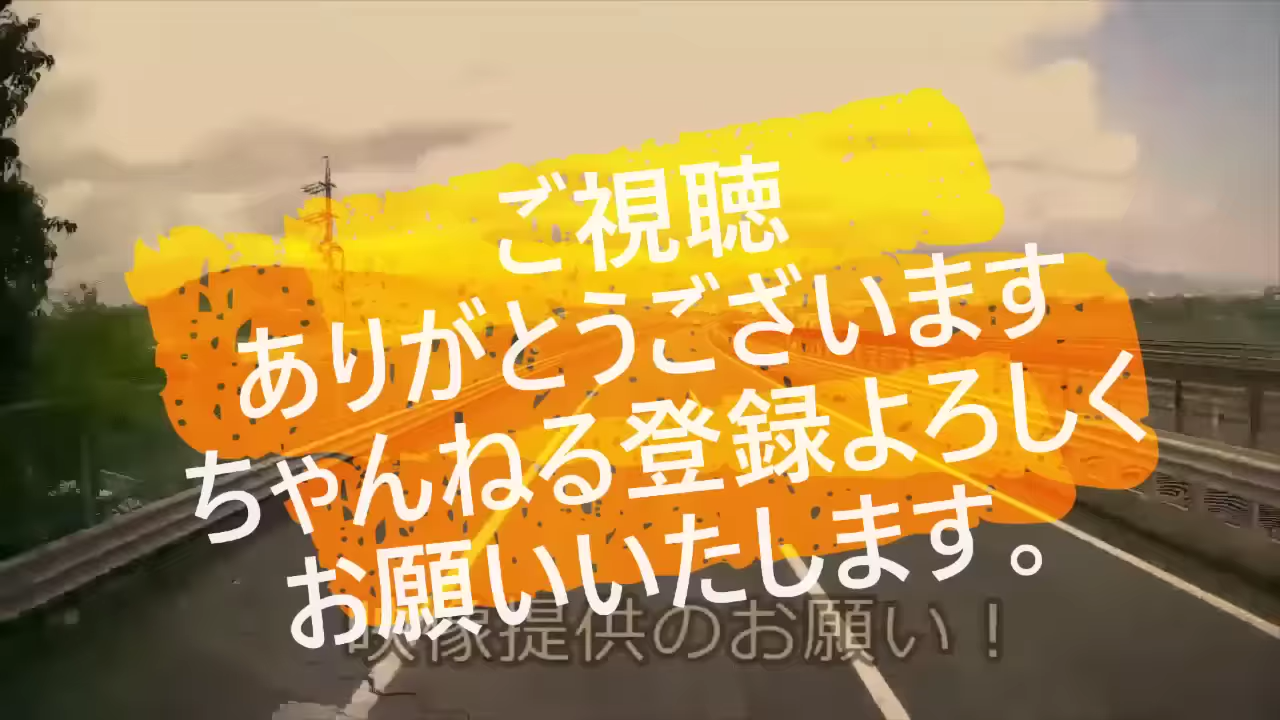 ご視聴
ありがとうございます
ちゃんねる登録よろしく
お願いいたします。
映像提供のお願い！